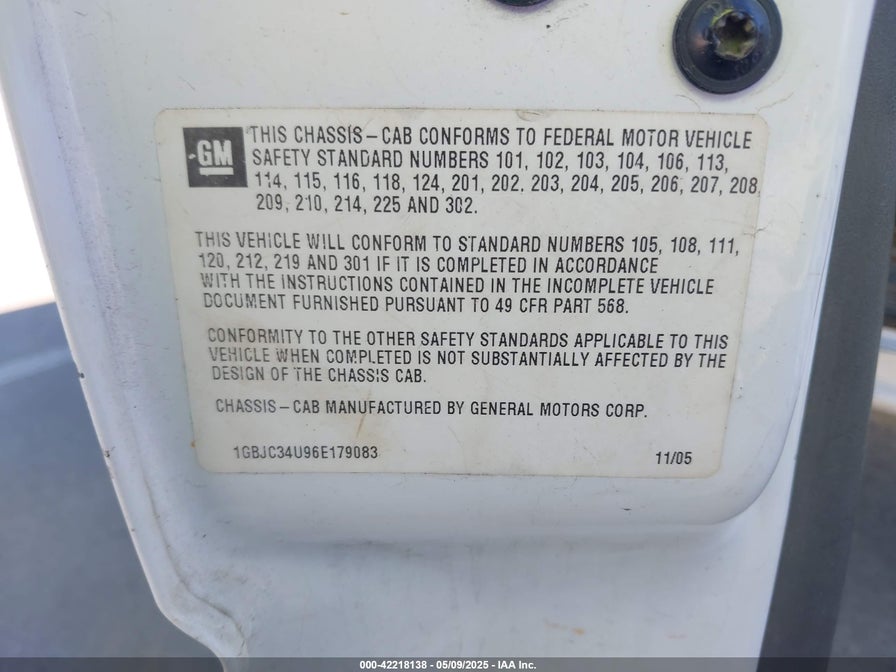 GM
THIS CHASSIS-CAB CONFORMS TO FEDERAL MOTOR VEHICLE
SAFETY STANDARD NUMBERS 101, 102, 103, 104, 106, 113,
114, 115, 116, 118, 124, 201, 202. 203, 204, 205, 206, 207, 208,
209, 210, 214, 225 AND 302.
THIS VEHICLE WILL CONFORM TO STANDARD NUMBERS 105, 108, 111,
120, 212, 219 AND 301 IF IT IS COMPLETED IN ACCORDANCE
WITH THE INSTRUCTIONS CONTAINED IN THE INCOMPLETE VEHICLE
DOCUMENT FURNISHED PURSUANT TO 49 CFR PART 568.
CONFORMITY TO THE OTHER SAFETY STANDARDS APPLICABLE TO THIS
VEHICLE WHEN COMPLETED IS NOT SUBSTANTIALLY AFFECTED BY THE
DESIGN OF THE CHASSIS CAB.
CHASSIS-CAB MANUFACTURED BY GENERAL MOTORS CORP.
1GBJC34U96E179083 11/05
000-42218138 - 05/09/2025 - IAA Inc.